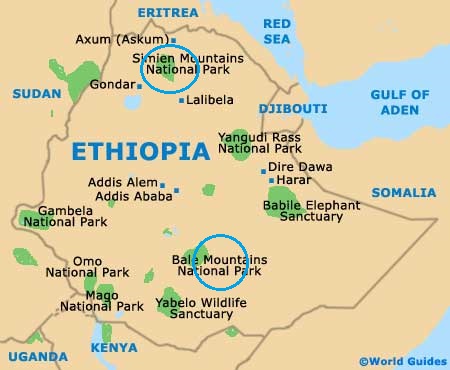 ERITREA
RED
SEA
Axum (Askum)
Simien Mountains
National Park
SUDAN
Gondar
Lalibela
DJIBOUTI
GULF OF
ADEN
Yangudi Rass
National Park
ETHIOPIA
Dire Dawa
Harar
Addis Alem
Addis Ababa
SOMALIA
Babile Elephant
Sanctuary
Gambela
National Park
Omo
National Park
Bale Mountains
National Park
Mago
National Park
Yabelo Wildlife
Sanctuary
UGANDA
KENYA
©World Guides